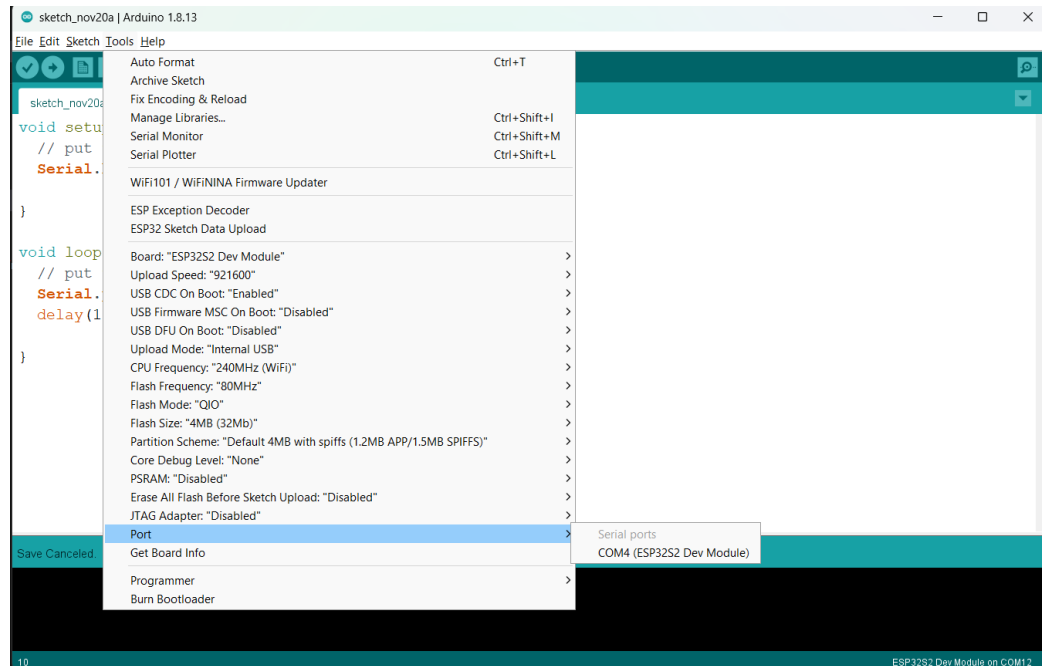 sketch_nov20a | Arduino 1.8.13
File Edit Sketch Tools Help
sketch_nov20a
void setu
// put
Serial.
}
void loop
// put
Serial.
delay(1
}
Auto Format Ctrl+T
Archive Sketch
Fix Encoding & Reload
Manage Libraries... Ctrl+Shift+I
Serial Monitor Ctrl+Shift+M
Serial Plotter Ctrl+Shift+L
WiFi101 / WiFiNINA Firmware Updater
ESP Exception Decoder
ESP32 Sketch Data Upload
Board: "ESP32S2 Dev Module"
Upload Speed: "921600"
USB CDC On Boot: "Enabled"
USB Firmware MSC On Boot: "Disabled"
USB DFU On Boot: "Disabled"
Upload Mode: "Internal USB"
CPU Frequency: "240MHz (WiFi)"
Flash Frequency: "80MHz"
Flash Mode: "QIO"
Flash Size: "4MB (32Mb)"
Partition Scheme: "Default 4MB with spiffs (1.2MB APP/1.5MB SPIFFS)"
Core Debug Level: "None"
PSRAM: "Disabled"
Erase All Flash Before Sketch Upload: "Disabled"
JTAG Adapter: "Disabled"
Port
Get Board Info
Programmer
Burn Bootloader
Serial ports
COM4 (ESP32S2 Dev Module)
Save Canceled.
10 ESP32S2 Dev Module on COM12